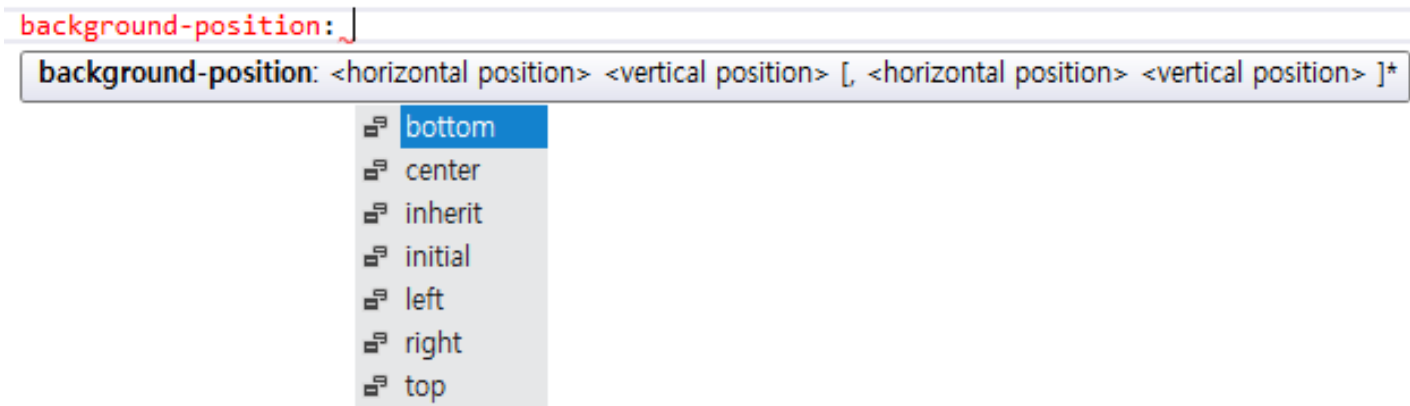 background-position:
background-position: <horizontal position> <vertical position> [, <horizontal position> <vertical position> ]*
bottom
center
inherit
initial
left
right
top